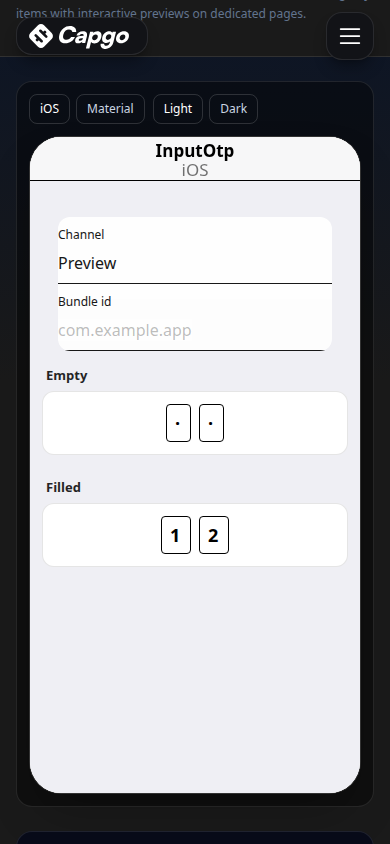 items with interactive previews on dedicated pages.
Capgo
iOS Material Light Dark
InputOtp
iOS
Channel
Preview
Bundle id
com.example.app
Empty
· ·
Filled
1 2